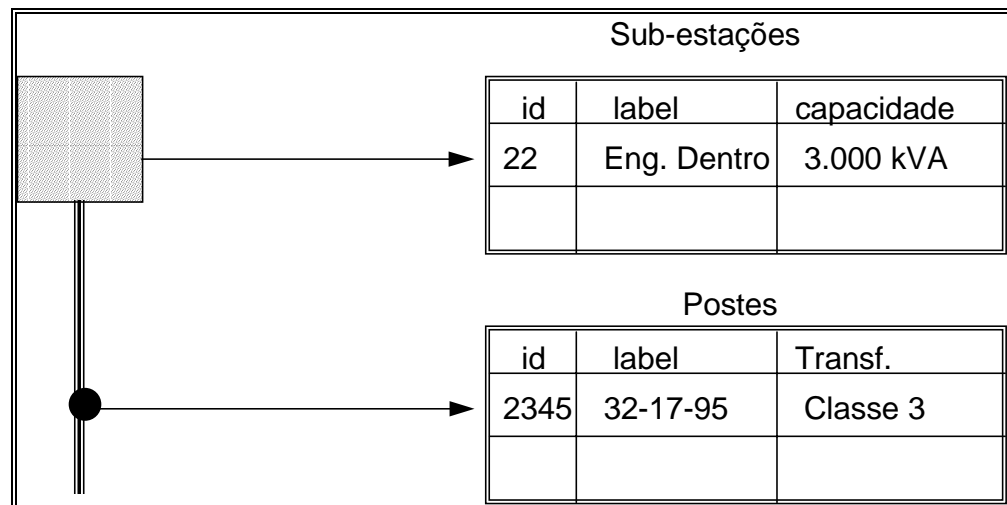 Sub-estações
id label capacidade
22 Eng. Dentro 3.000 kVA
Postes
id label Transf.
2345 32-17-95 Classe 3